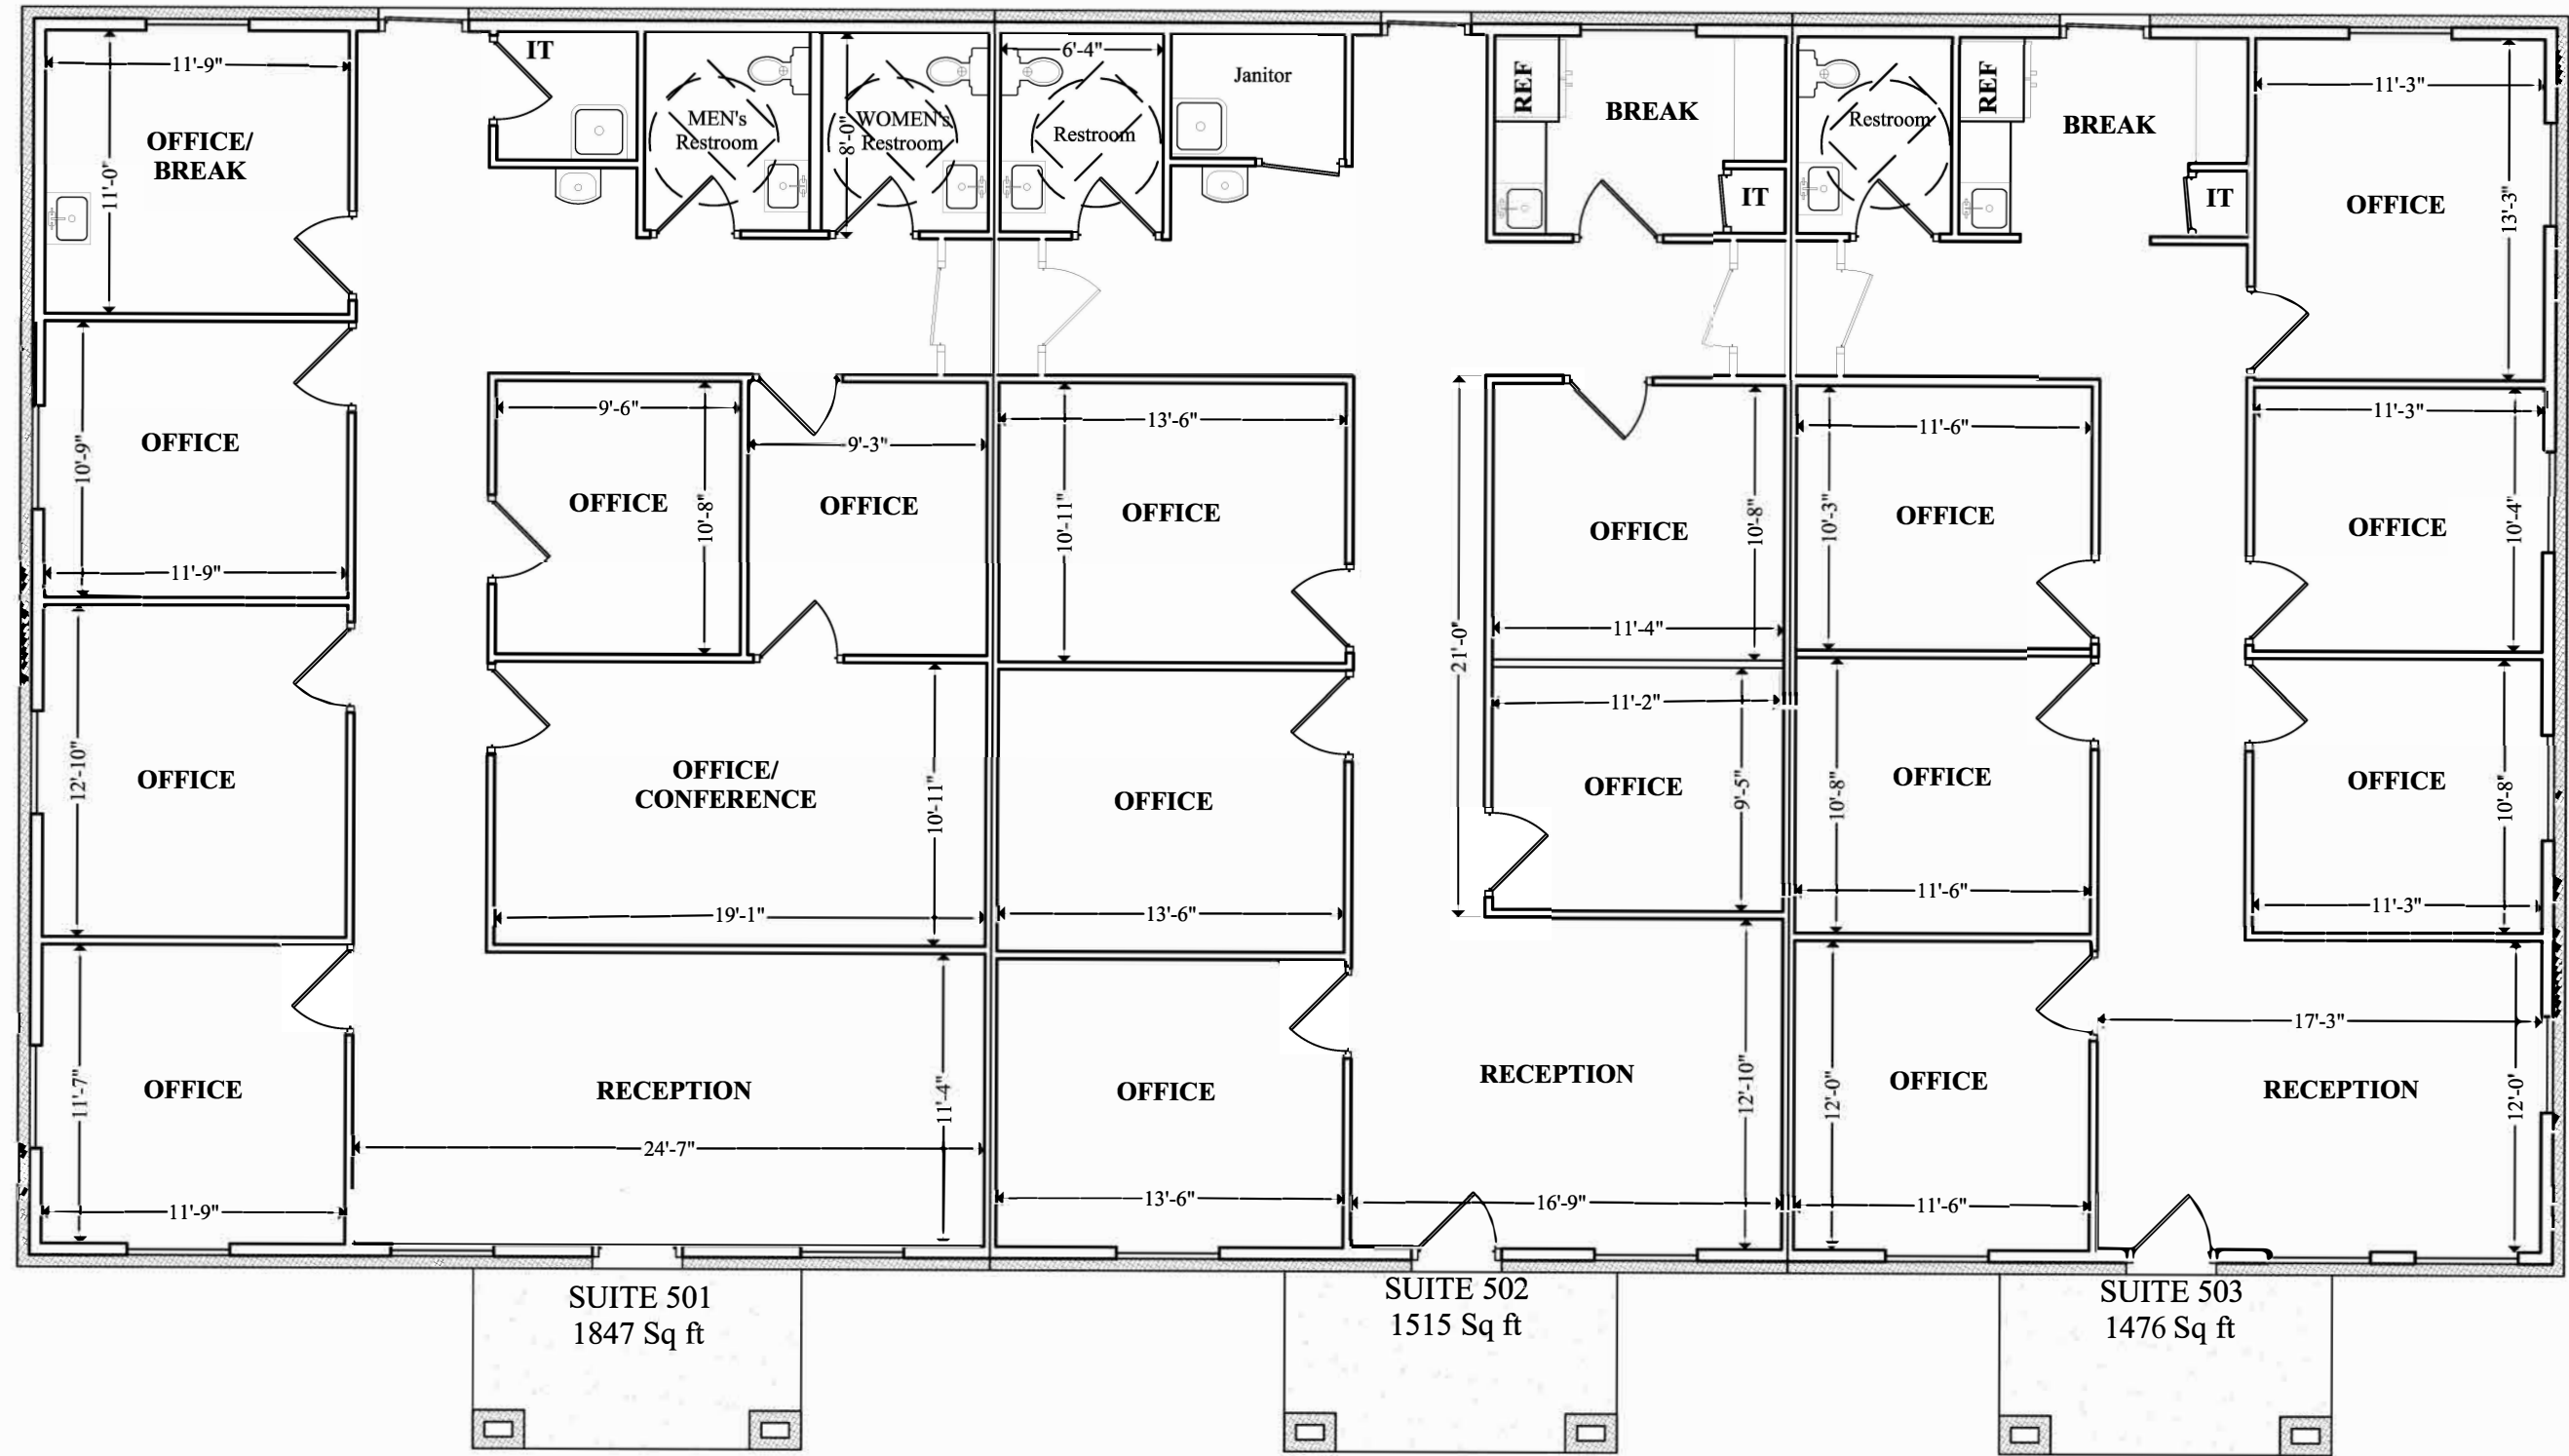 IT
6'-4"
Janitor
REF
BREAK
REF
BREAK
11'-9"
11'-3"
OFFICE/
BREAK
MEN's
Restroom
8'-0"
WOMEN's
Restroom
Restroom
Restroom
11'-0"
IT
IT
OFFICE
13'-3"
9'-6"
9'-3"
13'-6"
11'-6"
11'-3"
OFFICE
10'-9"
OFFICE
10'-8"
OFFICE
10'-11"
OFFICE
OFFICE
10'-8"
10'-3"
OFFICE
OFFICE
10'-4"
11'-9"
11'-4"
21'-0"
11'-2"
12'-10"
OFFICE
OFFICE/
CONFERENCE
10'-11"
OFFICE
OFFICE
9'-5"
10'-8"
OFFICE
OFFICE
10'-8"
19'-1"
13'-6"
11'-6"
11'-3"
17'-3"
11'-7"
OFFICE
RECEPTION
11'-4"
OFFICE
RECEPTION
12'-10"
12'-0"
OFFICE
RECEPTION
12'-0'
24'-7"
11'-9"
13'-6"
16'-9"
11'-6"
SUITE 501
1847 Sq ft
SUITE 502
1515 Sq ft
SUITE 503
1476 Sq ft